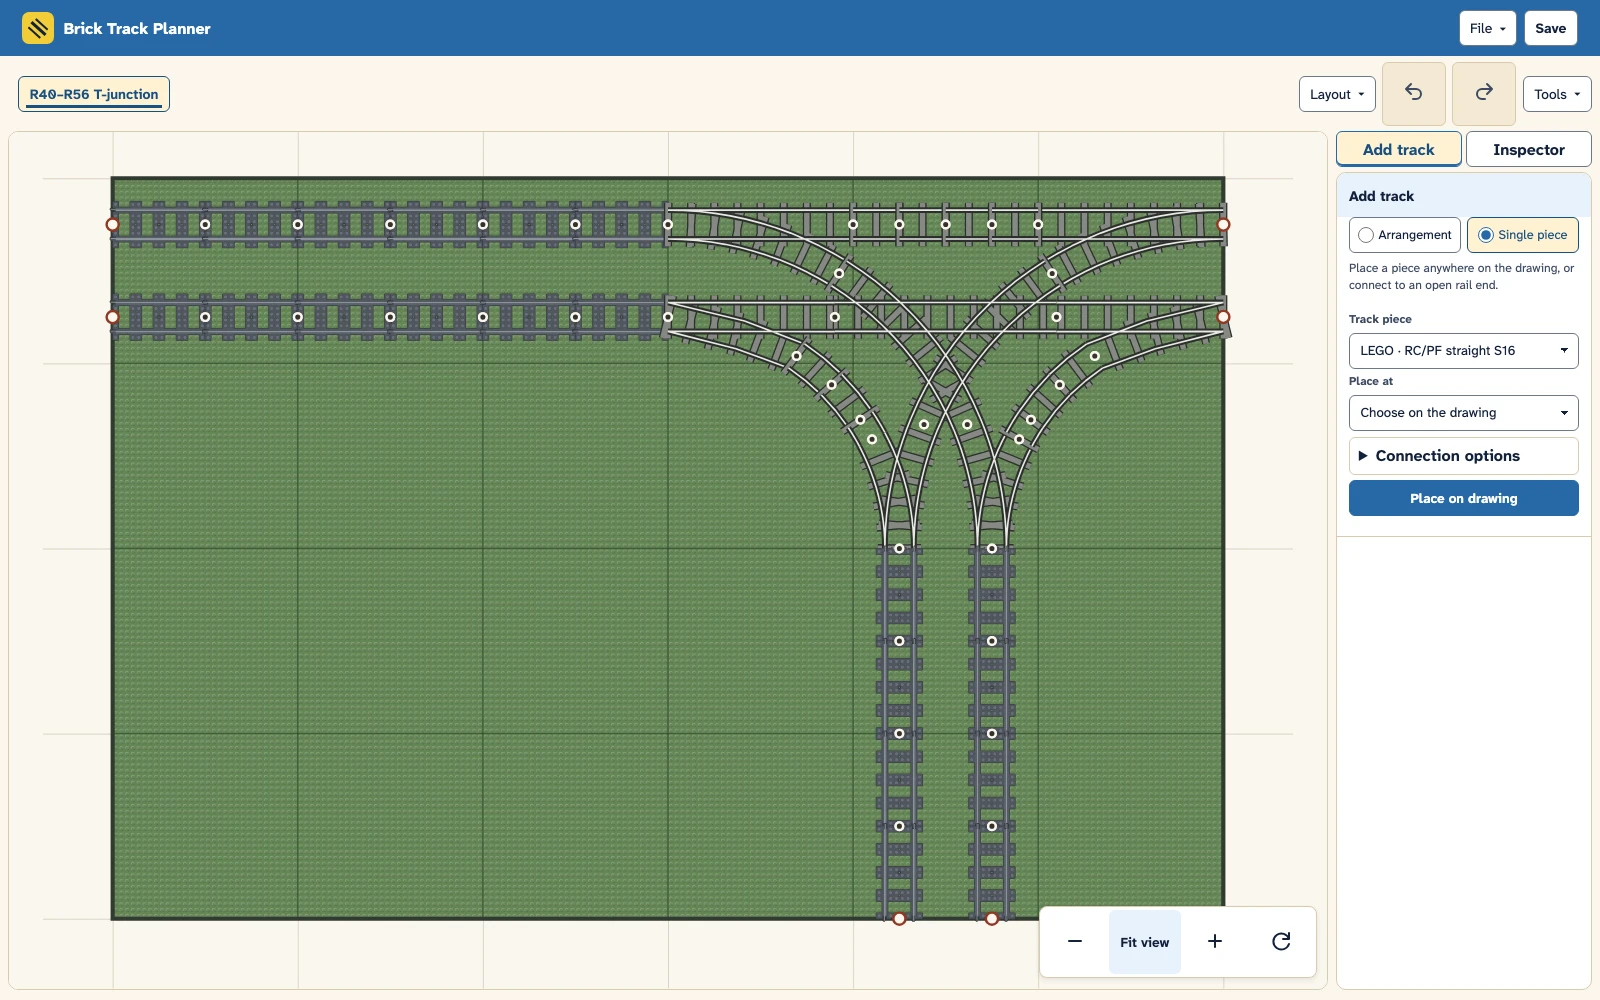 Brick Track Planner
File
Save
R40–R56 T-junction
Layout
Tools
Add track
Inspector
Add track
Arrangement
Single piece
Place a piece anywhere on the drawing, or
connect to an open rail end.
Track piece
LEGO · RC/PF straight S16
Place at
Choose on the drawing
Connection options
Place on drawing
Fit view